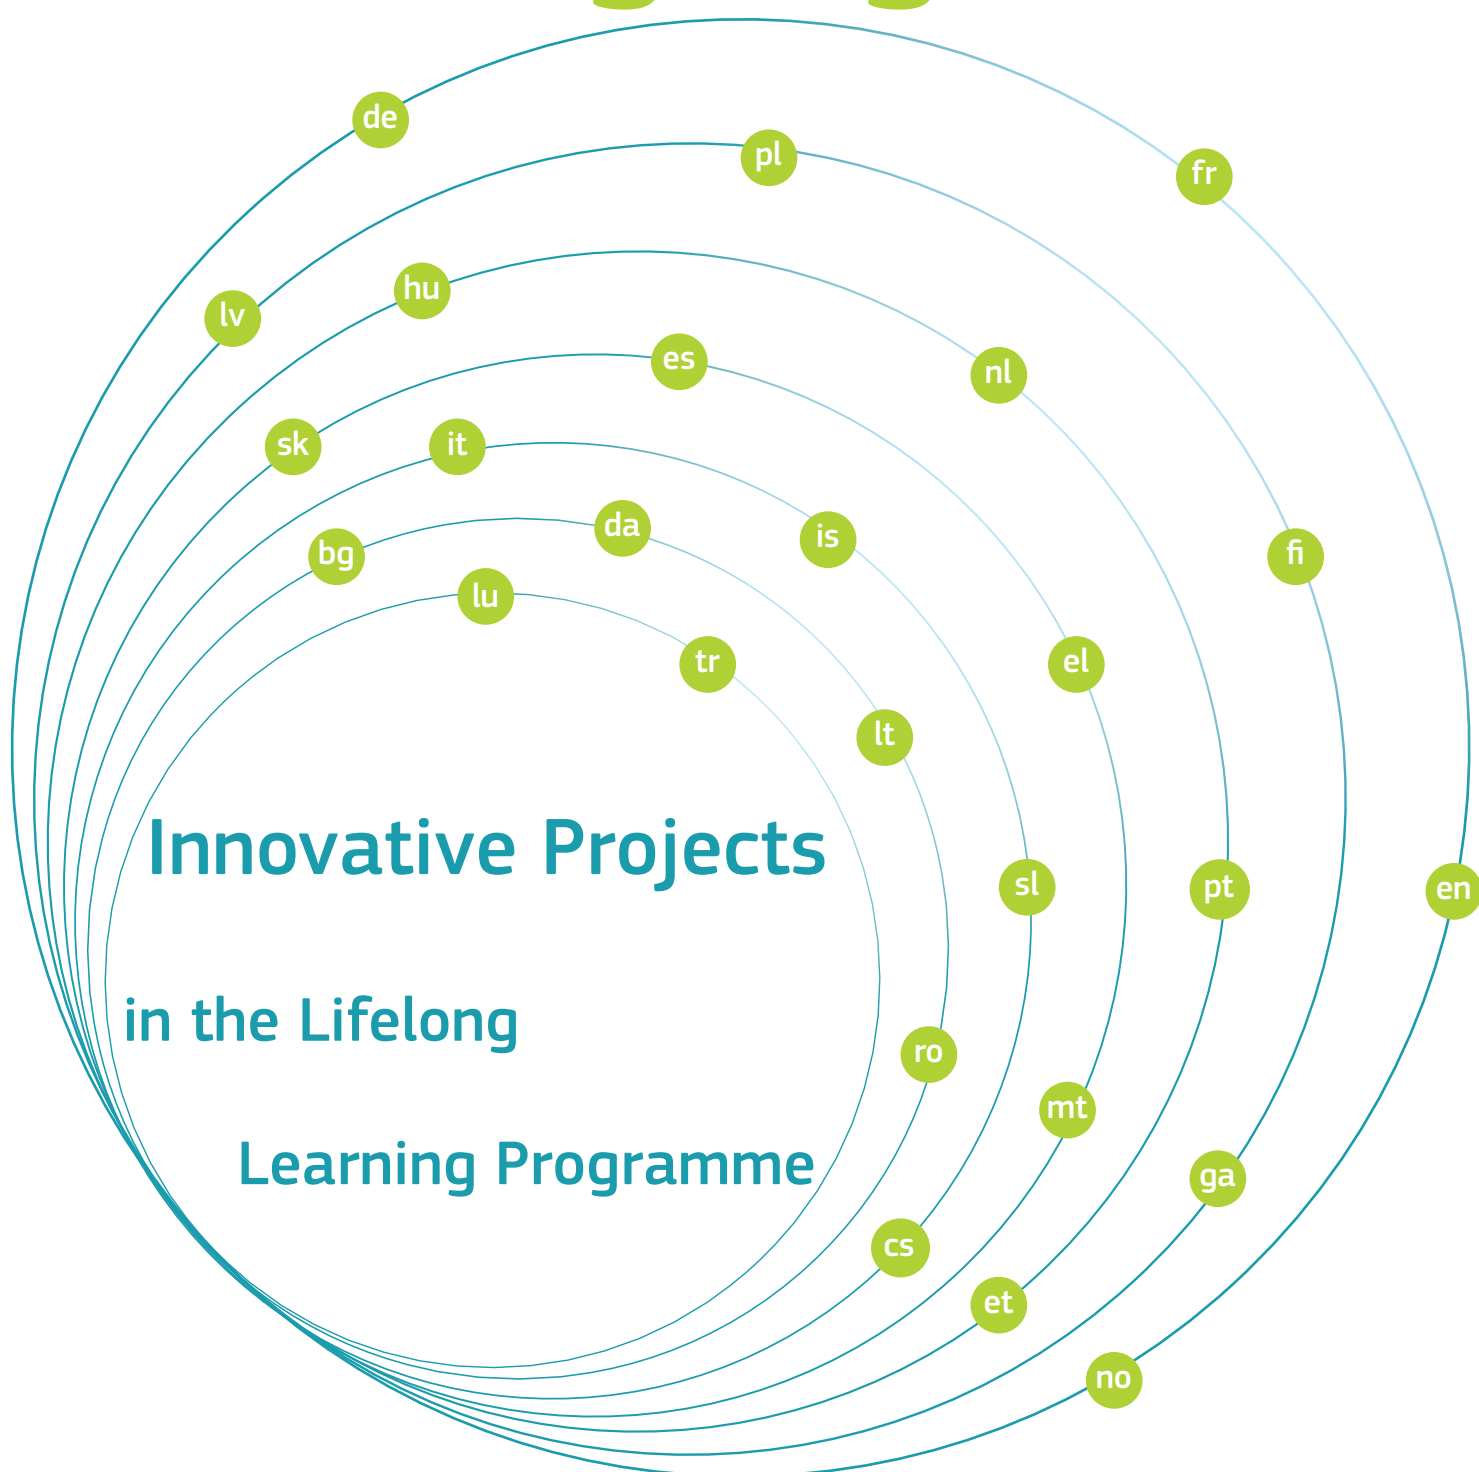 de
pl
fr
hu
lv
es
nl
sk
it
da
is
bg
fi
lu
tr
el
lt
Innovative Projects
sl
pt
en
in the Lifelong
ro
mt
Learning Programme
ga
cs
et
no